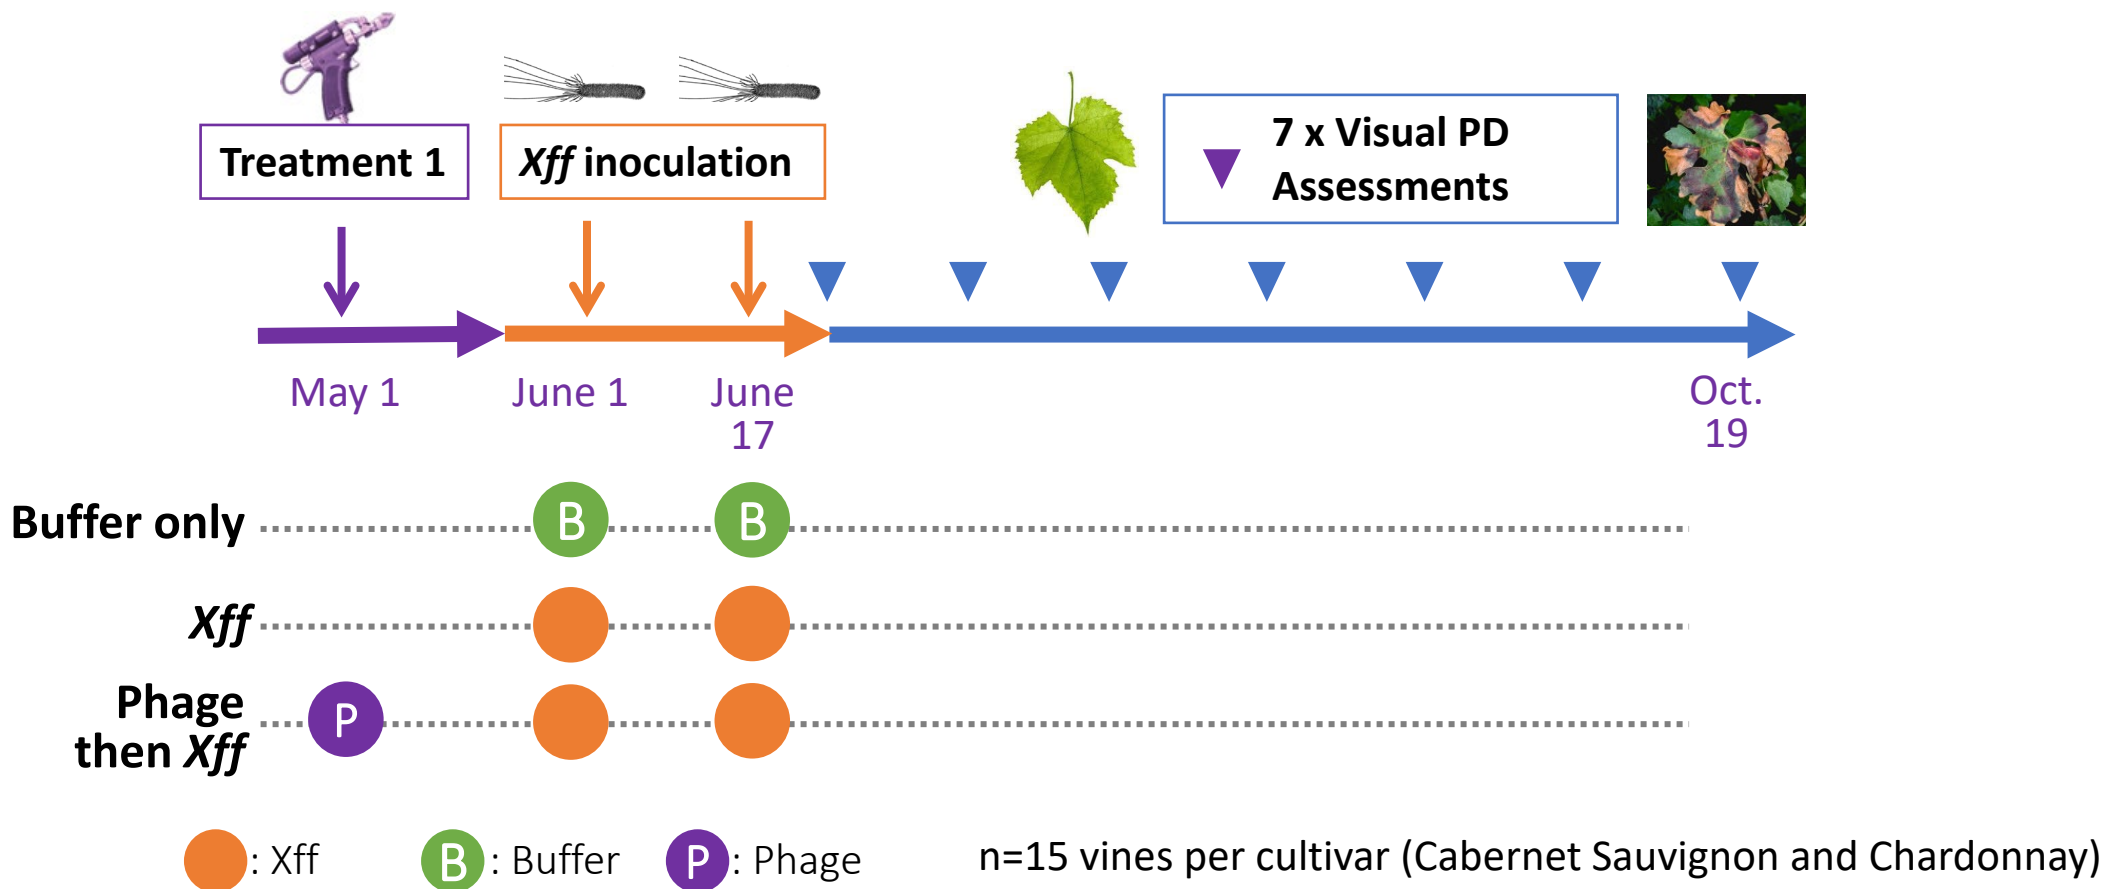 Treatment 1
Xff inoculation
7 x Visual PD
Assessments
May 1
June 1
June
17
Oct.
19
Buffer only
B
B
Xff
Phage
then Xff
P
: Xff
B : Buffer
P : Phage
n=15 vines per cultivar (Cabernet Sauvignon and Chardonnay)